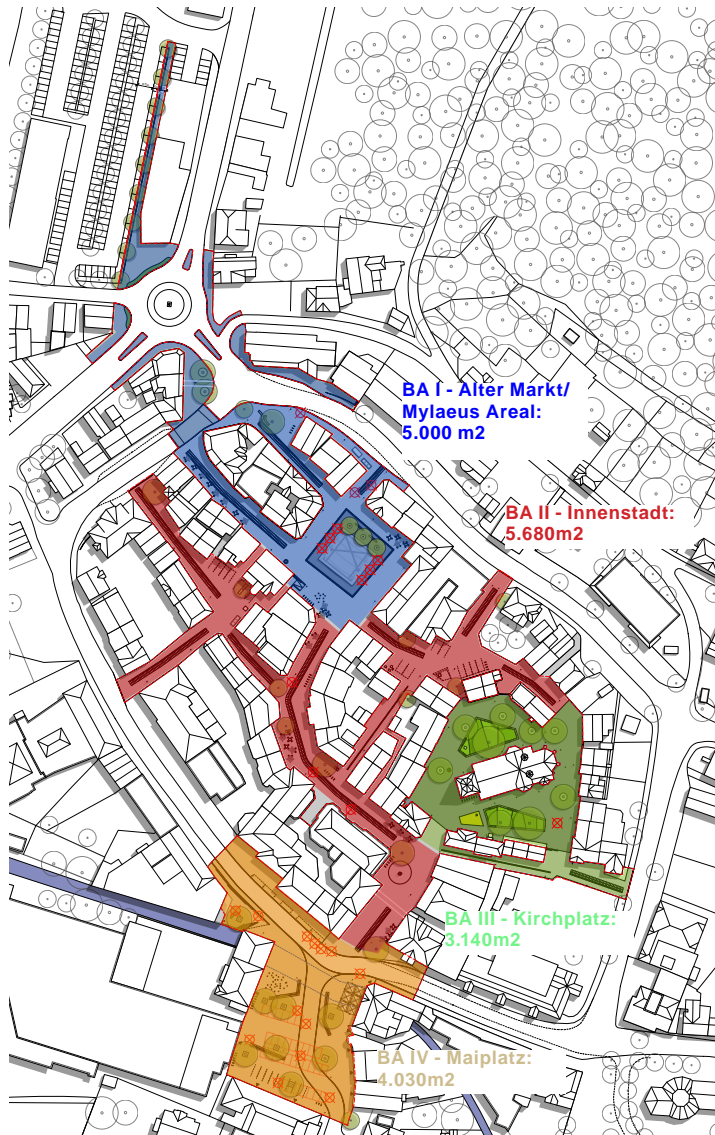 BA I - Alter Markt/
Mylaeus Areal:
5.000 m2
BA II - Innenstadt:
5.680m2
BA III - Kirchplatz:
3.140m2
BA IV - Maiplatz:
4.030m2